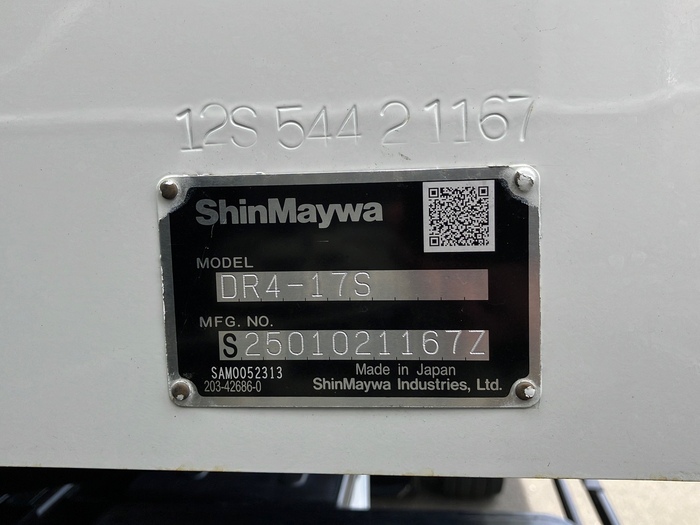 12S 544 2 1167
ShinMaywa
MODEL
DR4-17S
MFG. NO.
S2501021167Z
SAM0052313
Made in Japan
203-42686-0
ShinMaywa Industries, Ltd.